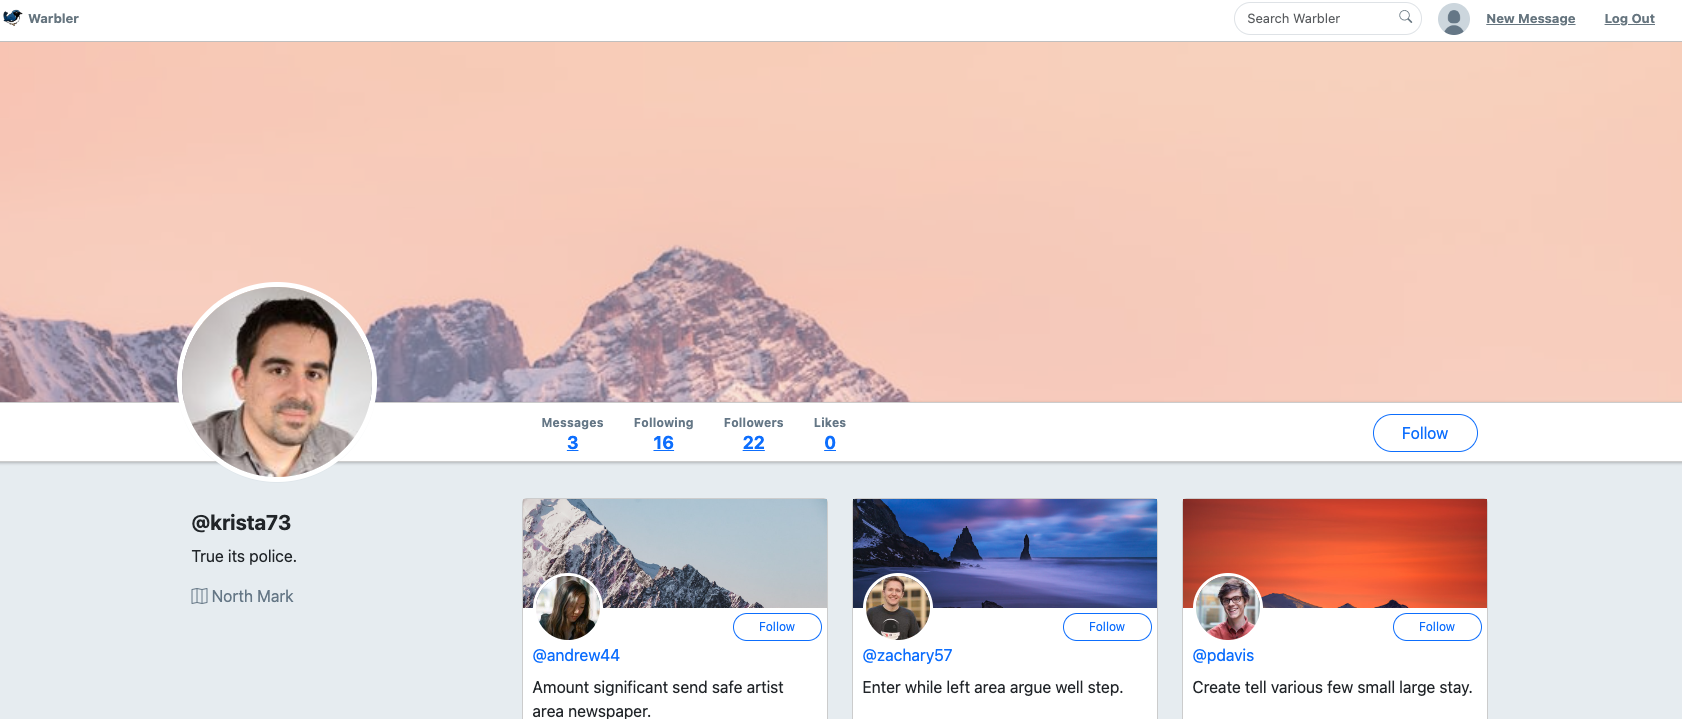 Warbler
Search Warbler
New Message
Log Out
Messages
3
Following
16
Followers
22
Likes
0
Follow
@krista73
True its police.
North Mark
Follow
@andrew44
Amount significant send safe artist
area newspaper.
Follow
@zachary57
Enter while left area argue well step.
Follow
@pdavis
Create tell various few small large stay.